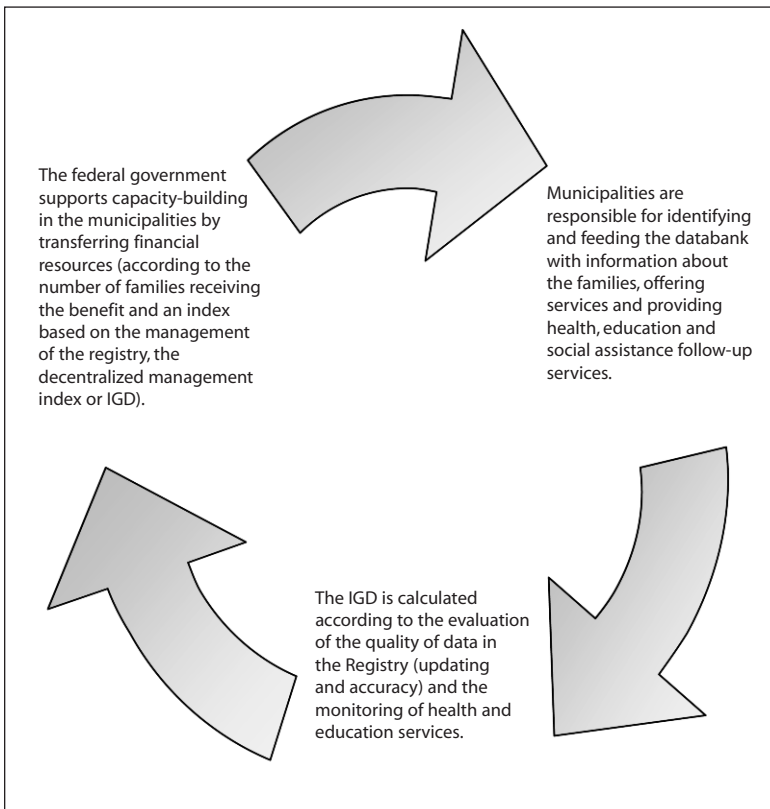 The federal government
supports capacity-building
in the municipalities by
transferring financial
resources (according to the
number of families receiving
the benefit and an index
based on the management
of the registry, the
decentralized management
index or IGD).
Municipalities are
responsible for identifying
and feeding the databank
with information about
the families, offering
services and providing
health, education and
social assistance follow-up
services.
The IGD is calculated
according to the evaluation
of the quality of data in
the Registry (updating
and accuracy) and the
monitoring of health and
education services.